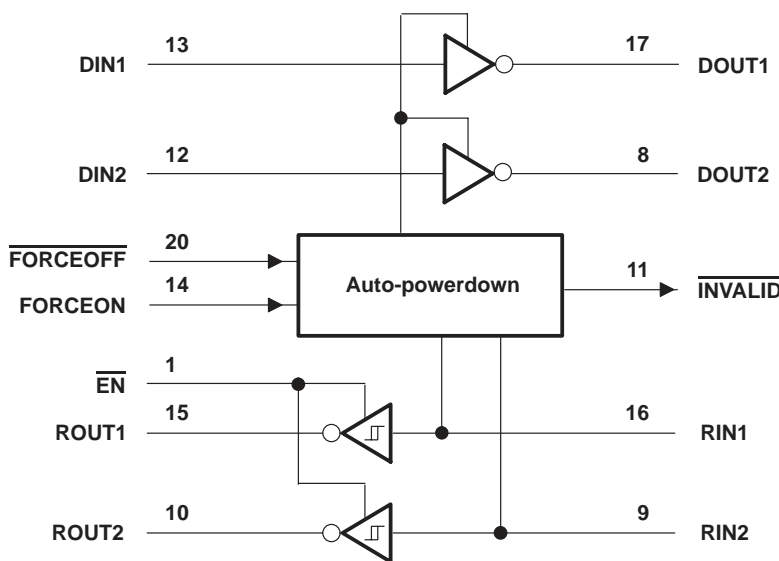 DIN1 13 17 DOUT1
DIN2 12 8 DOUT2
FORCEOFF 20
Auto-powerdown 11 INVALID
FORCEON 14
EN 1
ROUT1 15 16 RIN1
ROUT2 10 9 RIN2